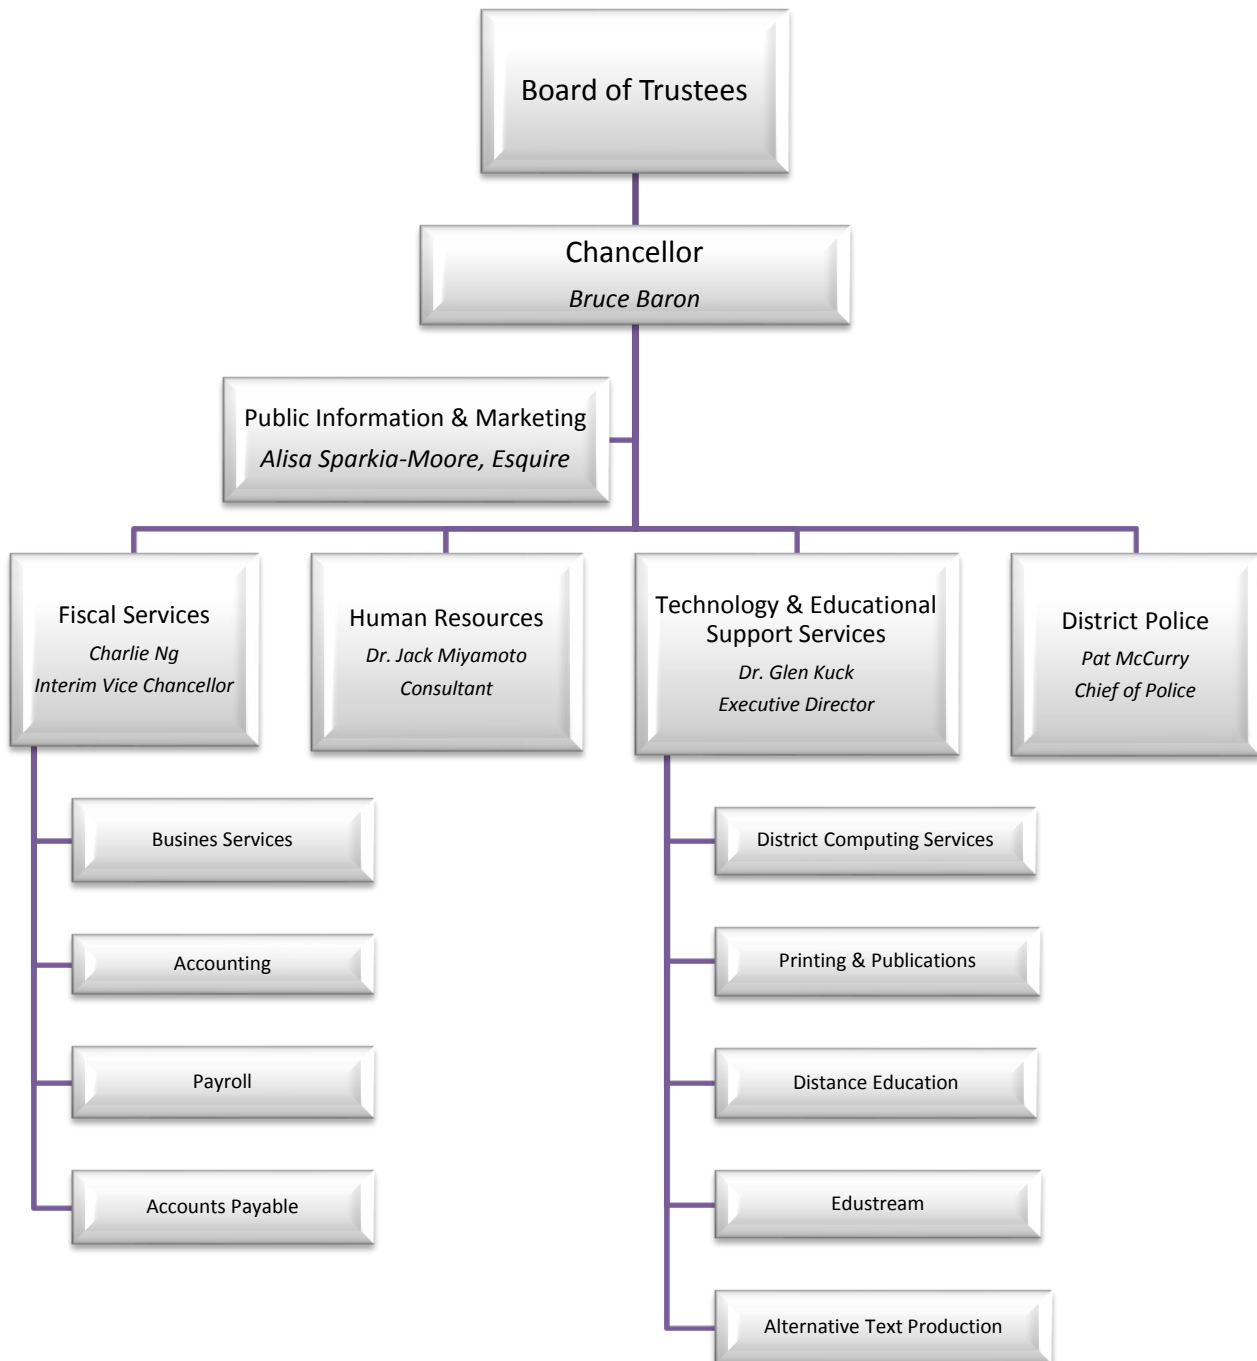 Board of Trustees
Chancellor
Bruce Baron
Public Information & Marketing
Alisa Sparkia-Moore, Esquire
Fiscal Services
Charlie Ng
Interim Vice Chancellor
Human Resources
Dr. Jack Miyamoto
Consultant
Technology & Educational
Support Services
Dr. Glen Kuck
Executive Director
District Police
Pat McCurry
Chief of Police
Busines Services
Accounting
Payroll
Accounts Payable
District Computing Services
Printing & Publications
Distance Education
Edustream
Alternative Text Production